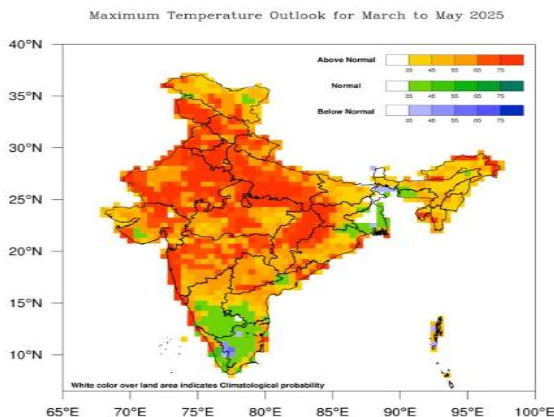 Maximum Temperature Outlook for March to May 2025
40°N
35°N
30°N
25°N
20°N
15°N
10°N
Above Normal
35 45 55 65 75
Normal
35 45 55 65 75
Below Normal
35 45 55 65 75
White color over land area indicates Climatological probability
65°E 70°E 75°E 80°E 85°E 90°E 95°E 100°E